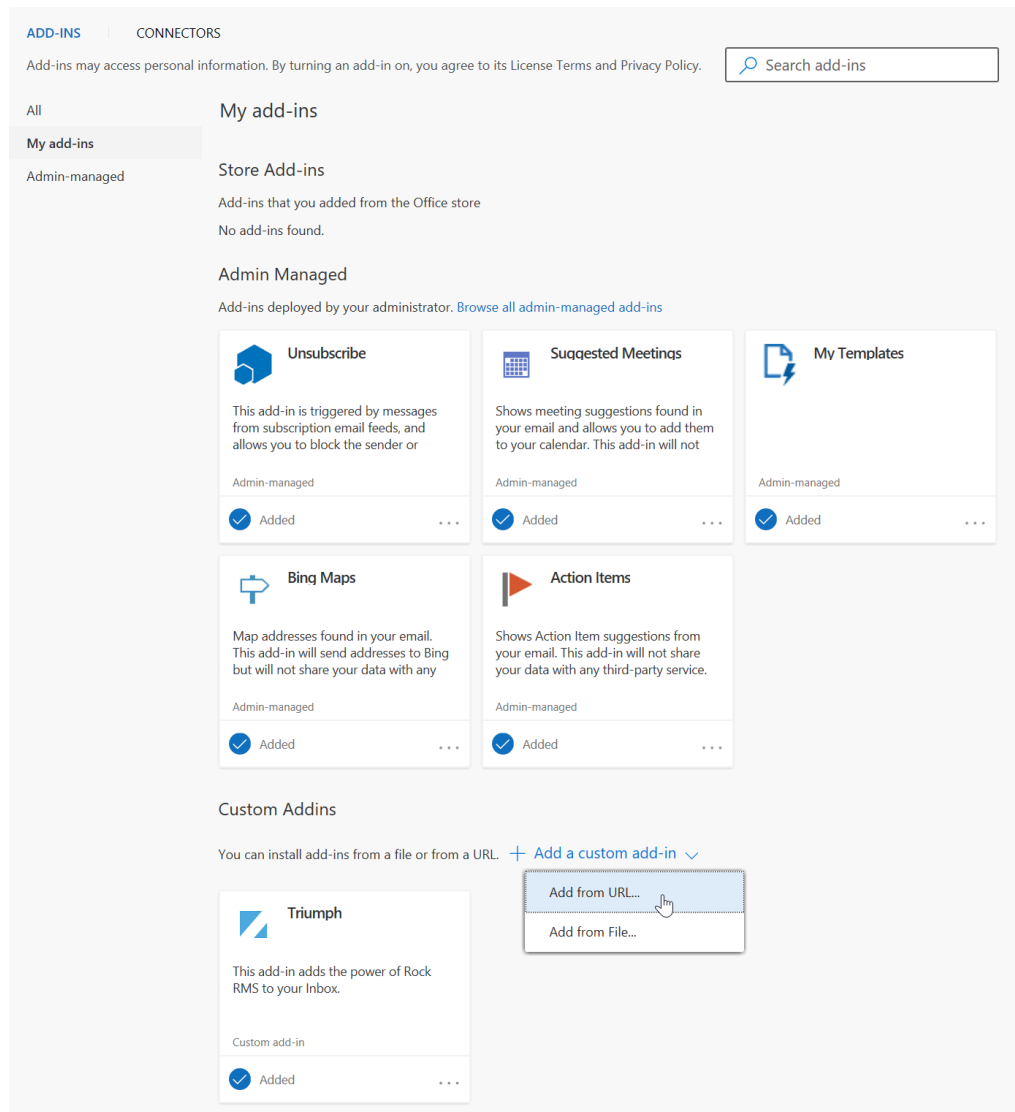 ADD-INS
CONNECTORS
Add-ins may access personal information. By turning an add-in on, you agree to its License Terms and Privacy Policy.
Search add-ins
All
My add-ins
Admin-managed
My add-ins
Store Add-ins
Add-ins that you added from the Office store
No add-ins found.
Admin Managed
Add-ins deployed by your administrator. Browse all admin-managed add-ins
Unsubscribe
This add-in is triggered by messages
from subscription email feeds, and
allows you to block the sender or
Admin-managed
Added
...
Suggested Meetings
Shows meeting suggestions found in
your email and allows you to add them
to your calendar. This add-in will not
Admin-managed
Added
...
My Templates
Admin-managed
Added
...
Bing Maps
Map addresses found in your email.
This add-in will send addresses to Bing
but will not share your data with any
Admin-managed
Added
...
Action Items
Shows Action Item suggestions from
your email. This add-in will not share
your data with any third-party service.
Admin-managed
Added
...
Custom Addins
You can install add-ins from a file or from a URL. + Add a custom add-in
Add from URL...
Add from File...
Triumph
This add-in adds the power of Rock
RMS to your Inbox.
Custom add-in
Added
...